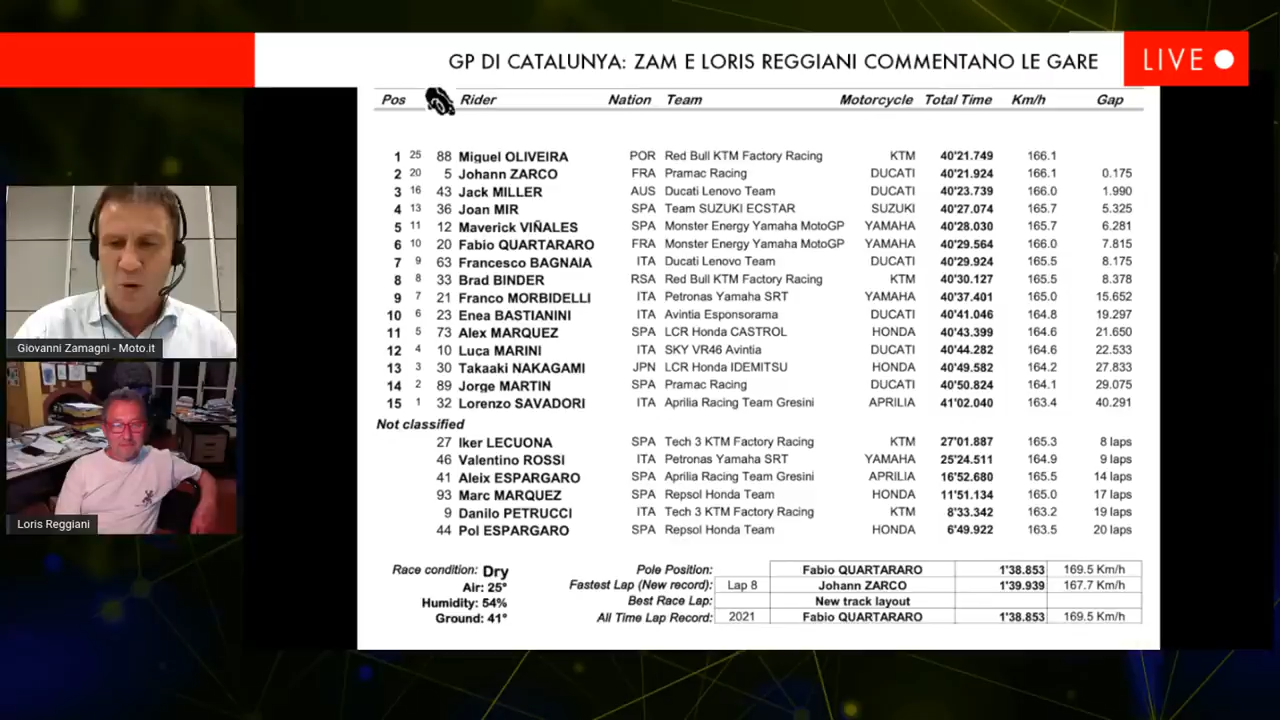 GP DI CATALUNYA: ZAM E LORIS REGGIANI COMMENTANO LE GARE
LIVE
Pos Rider Nation Team Motorcycle Total Time Km/h Gap
1 25 88 Miguel OLIVEIRA POR Red Bull KTM Factory Racing KTM 40'21.749 166.1
2 20 5 Johann ZARCO FRA Pramac Racing DUCATI 40'21.924 166.1 0.175
3 16 43 Jack MILLER AUS Ducati Lenovo Team DUCATI 40'23.739 166.0 1.990
4 13 36 Joan MIR SPA Team SUZUKI ECSTAR SUZUKI 40'27.074 165.7 5.325
5 11 12 Maverick VIÑALES SPA Monster Energy Yamaha MotoGP YAMAHA 40'28.030 165.7 6.281
6 10 20 Fabio QUARTARARO FRA Monster Energy Yamaha MotoGP YAMAHA 40'29.564 166.0 7.815
7 9 63 Francesco BAGNAIA ITA Ducati Lenovo Team DUCATI 40'29.924 165.5 8.175
8 8 33 Brad BINDER RSA Red Bull KTM Factory Racing KTM 40'30.127 165.5 8.378
9 7 21 Franco MORBIDELLI ITA Petronas Yamaha SRT YAMAHA 40'37.401 165.0 15.652
10 6 23 Enea BASTIANINI ITA Avintia Esponsorama DUCATI 40'41.046 164.8 19.297
11 5 73 Alex MARQUEZ SPA LCR Honda CASTROL HONDA 40'43.399 164.6 21.650
12 4 10 Luca MARINI ITA SKY VR46 Avintia DUCATI 40'44.282 164.6 22.533
13 3 30 Takaaki NAKAGAMI JPN LCR Honda IDEMITSU HONDA 40'49.582 164.2 27.833
14 2 89 Jorge MARTIN SPA Pramac Racing DUCATI 40'50.824 164.1 29.075
15 1 32 Lorenzo SAVADORI ITA Aprilia Racing Team Gresini APRILIA 41'02.040 163.4 40.291
Not classified
27 Iker LECUONA SPA Tech 3 KTM Factory Racing KTM 27'01.887 165.3 8 laps
46 Valentino ROSSI ITA Petronas Yamaha SRT YAMAHA 25'24.511 164.9 9 laps
41 Aleix ESPARGARO SPA Aprilia Racing Team Gresini APRILIA 16'52.680 165.5 14 laps
93 Marc MARQUEZ SPA Repsol Honda Team HONDA 11'51.134 165.0 17 laps
9 Danilo PETRUCCI ITA Tech 3 KTM Factory Racing KTM 8'33.342 163.2 19 laps
44 Pol ESPARGARO SPA Repsol Honda Team HONDA 6'49.922 163.5 20 laps
Race condition: Dry
Air: 25°
Humidity: 54%
Ground: 41°
Pole Position: Fabio QUARTARARO 1'38.853 169.5 Km/h
Fastest Lap (New record): Lap 8 Johann ZARCO 1'39.939 167.7 Km/h
Best Race Lap: New track layout
All Time Lap Record: 2021 Fabio QUARTARARO 1'38.853 169.5 Km/h
Giovanni Zamagni - Moto.it
Loris Reggiani